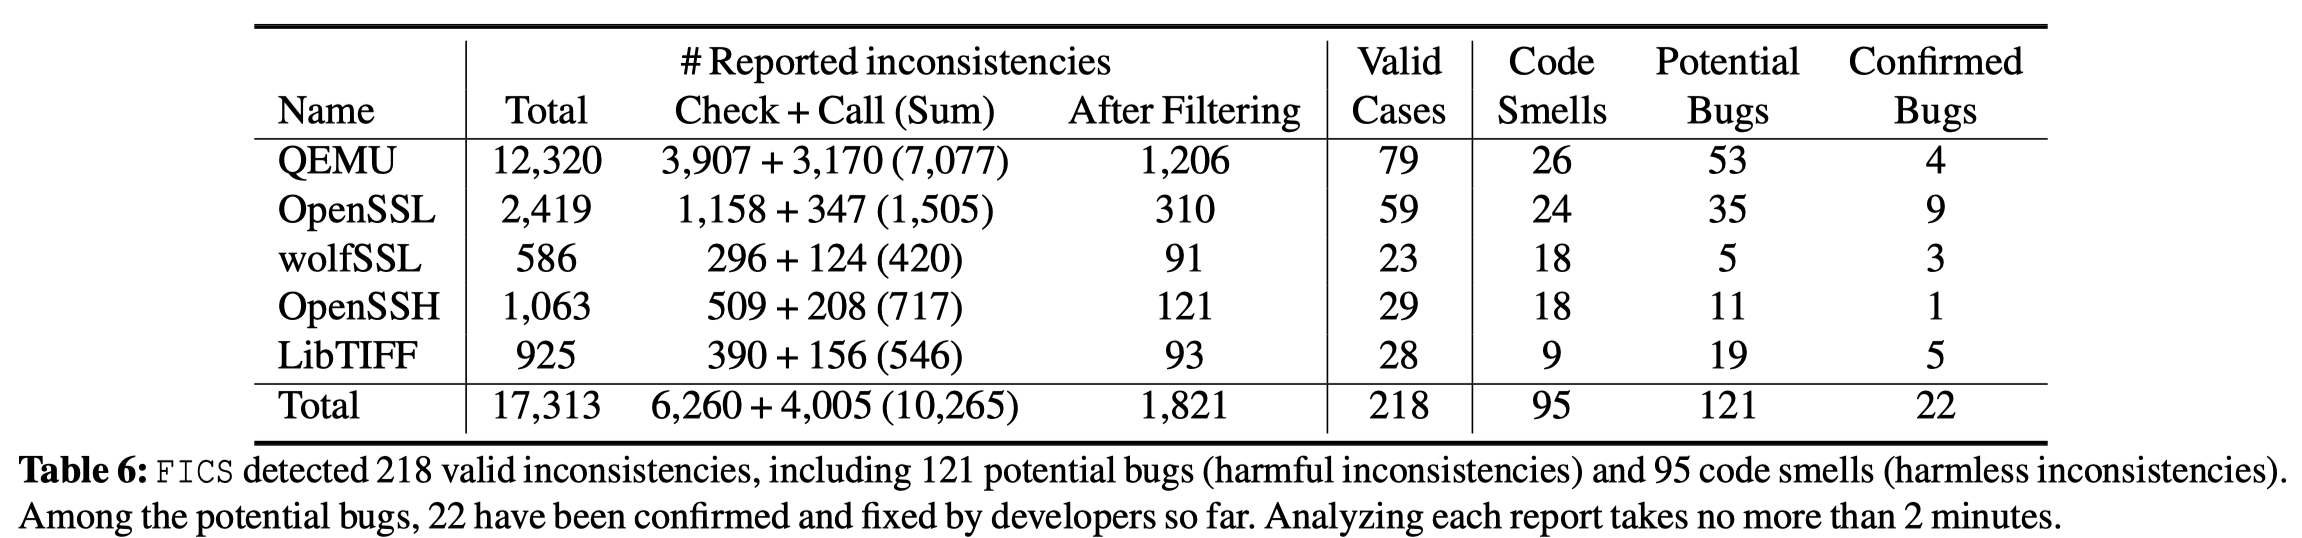 # Reported inconsistencies Valid Code Potential Confirmed
Name Total Check + Call (Sum) After Filtering Cases Smells Bugs Bugs
QEMU 12,320 3,907 + 3,170 (7,077) 1,206 79 26 53 4
OpenSSL 2,419 1,158 + 347 (1,505) 310 59 24 35 9
wolfSSL 586 296 + 124 (420) 91 23 18 5 3
OpenSSH 1,063 509 + 208 (717) 121 29 18 11 1
LibTIFF 925 390 + 156 (546) 93 28 9 19 5
Total 17,313 6,260 + 4,005 (10,265) 1,821 218 95 121 22
Table 6: FICS detected 218 valid inconsistencies, including 121 potential bugs (harmful inconsistencies) and 95 code smells (harmless inconsistencies).
Among the potential bugs, 22 have been confirmed and fixed by developers so far. Analyzing each report takes no more than 2 minutes.